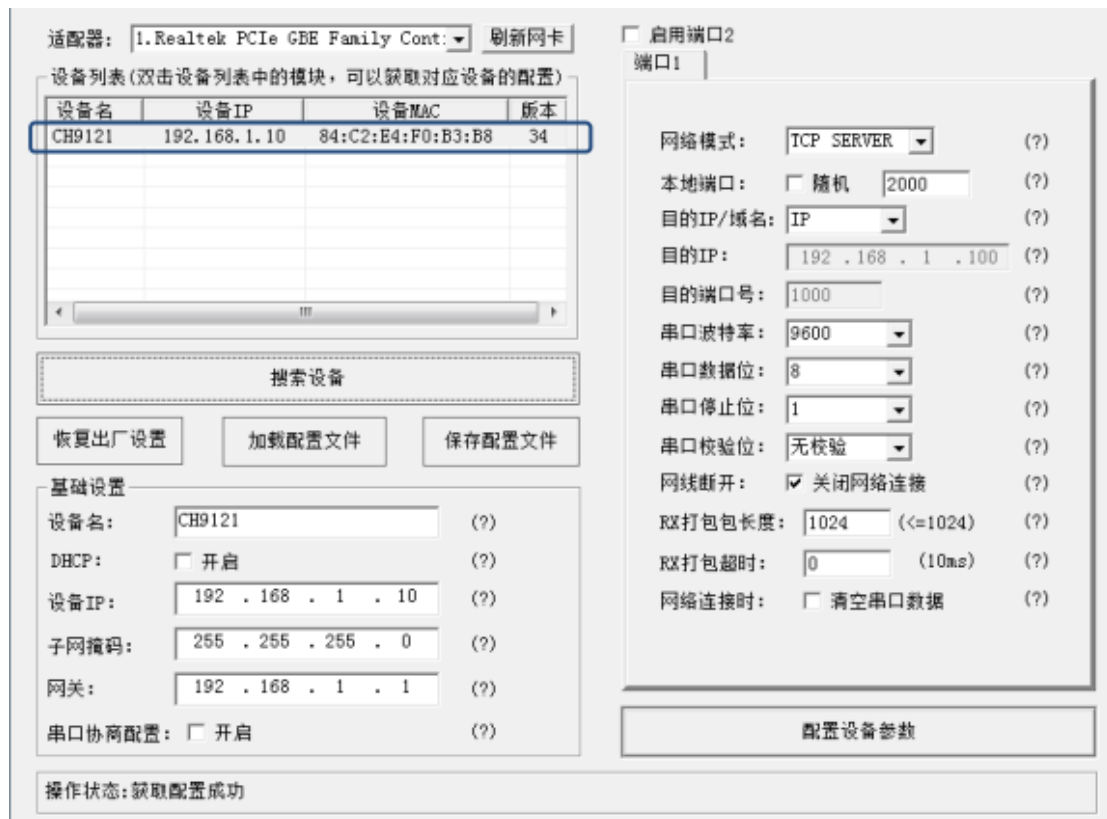 适配器: 1.Realtek PCIe GBE Family Cont: 刷新网卡
设备列表(双击设备列表中的模块，可以获取对应设备的配置)
设备名 设备IP 设备MAC 版本
CH9121 192.168.1.10 84:C2:E4:F0:B3:B8 34
搜索设备
恢复出厂设置 加载配置文件 保存配置文件
基础设置
设备名: CH9121 (?)
DHCP: 开启 (?)
设备IP: 192 . 168 . 1 . 10 (?)
子网掩码: 255 . 255 . 255 . 0 (?)
网关: 192 . 168 . 1 . 1 (?)
串口协商配置: 开启 (?)
启用端口2
端口1
网络模式: TCP SERVER (?)
本地端口: 随机 2000 (?)
目的IP/域名: IP (?)
目的IP: 192 . 168 . 1 . 100 (?)
目的端口号: 1000 (?)
串口波特率: 9600 (?)
串口数据位: 8 (?)
串口停止位: 1 (?)
串口校验位: 无校验 (?)
网线断开: 关闭网络连接 (?)
RX打包包长度: 1024 (<=1024) (?)
RX打包超时: 0 (10ms) (?)
网络连接时: 清空串口数据 (?)
配置设备参数
操作状态:获取配置成功